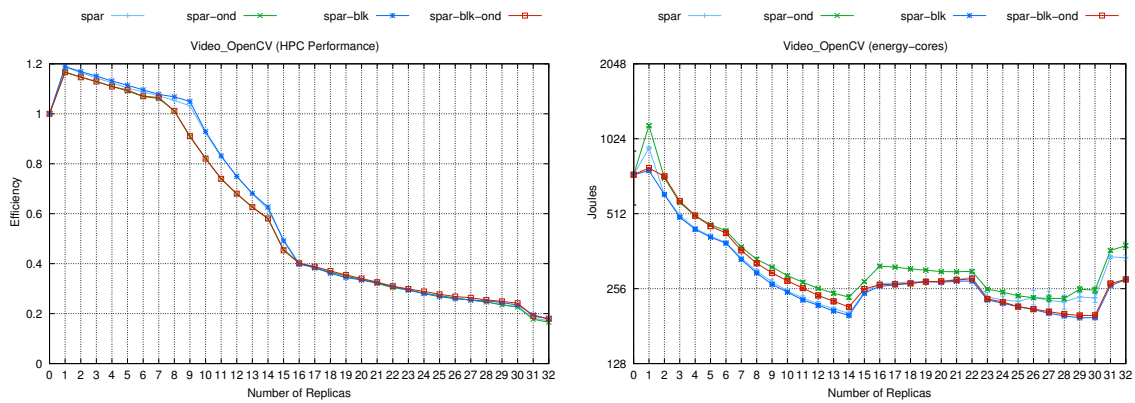 spar spar-ond spar-blk spar-blk-ond
Video_OpenCV (HPC Performance)
1.2
1
0.8
0.6
0.4
0.2
0
Efficiency
0 1 2 3 4 5 6 7 8 9 10 11 12 13 14 15 16 17 18 19 20 21 22 23 24 25 26 27 28 29 30 31 32
Number of Replicas
spar spar-ond spar-blk spar-blk-ond
Video_OpenCV (energy-cores)
2048
1024
512
256
128
Joules
0 1 2 3 4 5 6 7 8 9 10 11 12 13 14 15 16 17 18 19 20 21 22 23 24 25 26 27 28 29 30 31 32
Number of Replicas